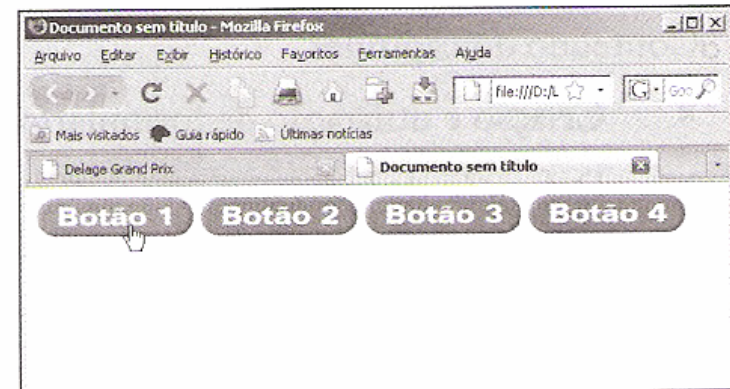 Documento sem título - Mozilla Firefox
Arquivo Editar Exibir Histórico Favoritos Ferramentas Ajuda
file:///D:/L G Goo
Mais visitados Guia rápido Últimas notícias
Delage Grand Prix Documento sem título
Botão 1 Botão 2 Botão 3 Botão 4